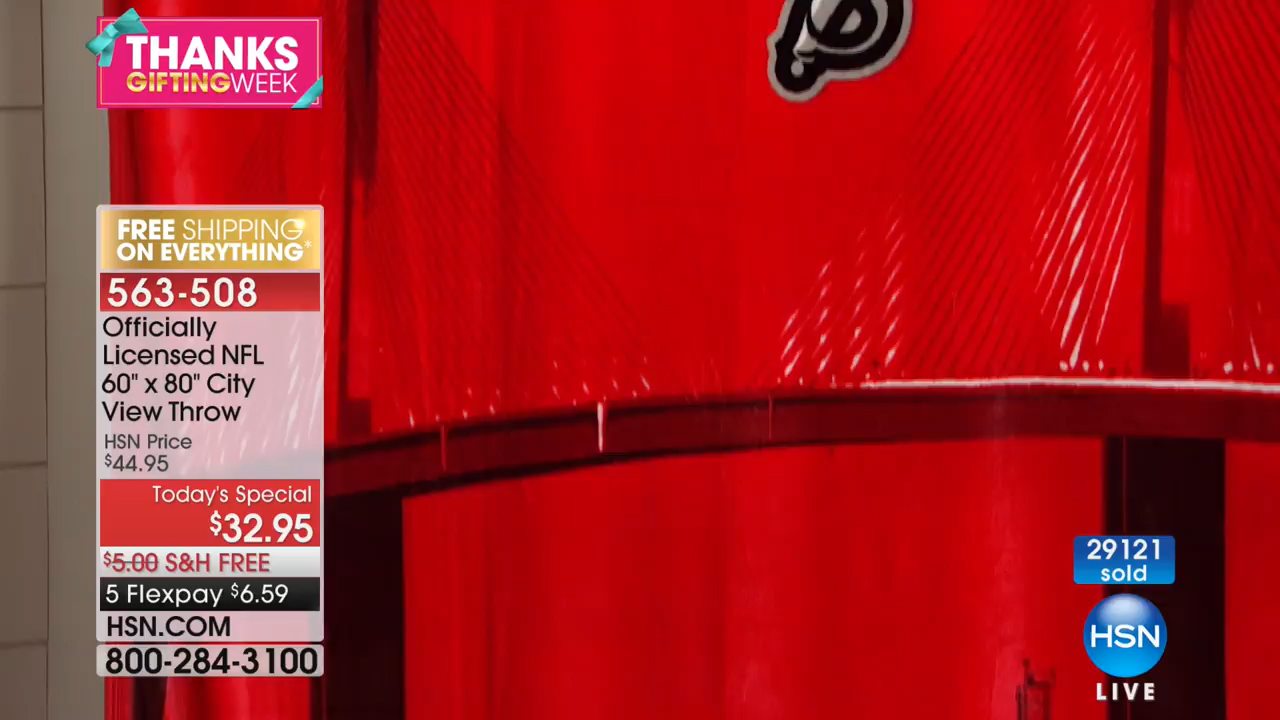 THANKS
GIFTINGWEEK
FREE SHIPPING
ON EVERYTHING*
563-508
Officially
Licensed NFL
60" x 80" City
View Throw
HSN Price
$44.95
Today's Special
$32.95
$5.00 S&H FREE
5 Flexpay $6.59
HSN.COM
800-284-3100
29121
sold
HSN
LIVE